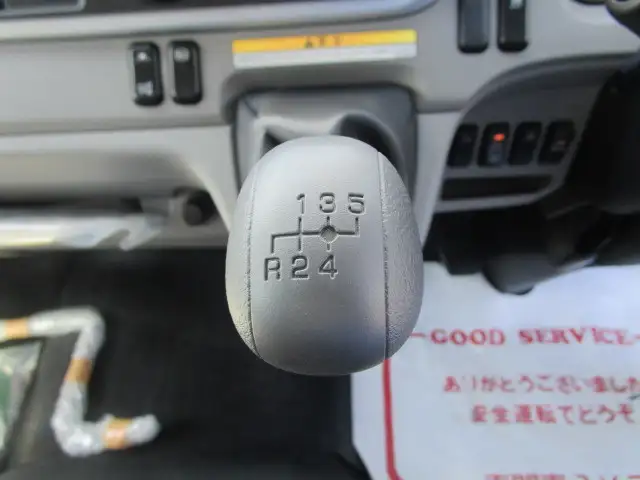 1 3 5
R 2 4
GOOD SERVICE
ありがとうございました
安全運転でどうぞ